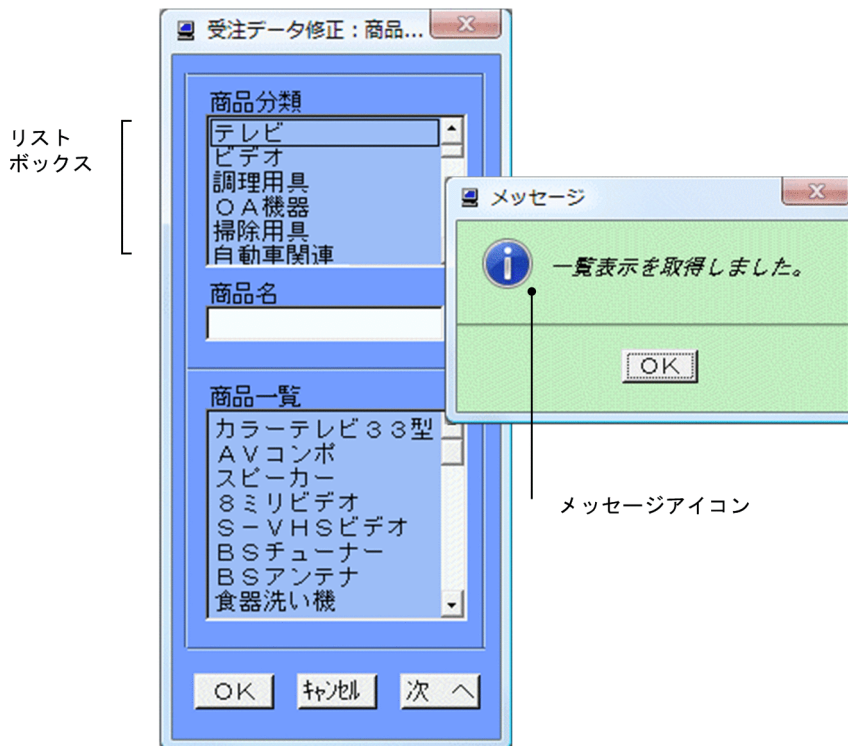 受注データ修正：商品...
商品分類
リスト
ボックス
テレビ
ビデオ
調理用具
ＯＡ機器
掃除用具
自動車関連
商品名
商品一覧
カラーテレビ３３型
ＡＶコンポ
スピーカー
８ミリビデオ
Ｓ－ＶＨＳビデオ
ＢＳチューナー
ＢＳアンテナ
食器洗い機
ＯＫ
ｷｬﾝｾﾙ
次　へ
メッセージ
一覧表示を取得しました。
ＯＫ
メッセージアイコン